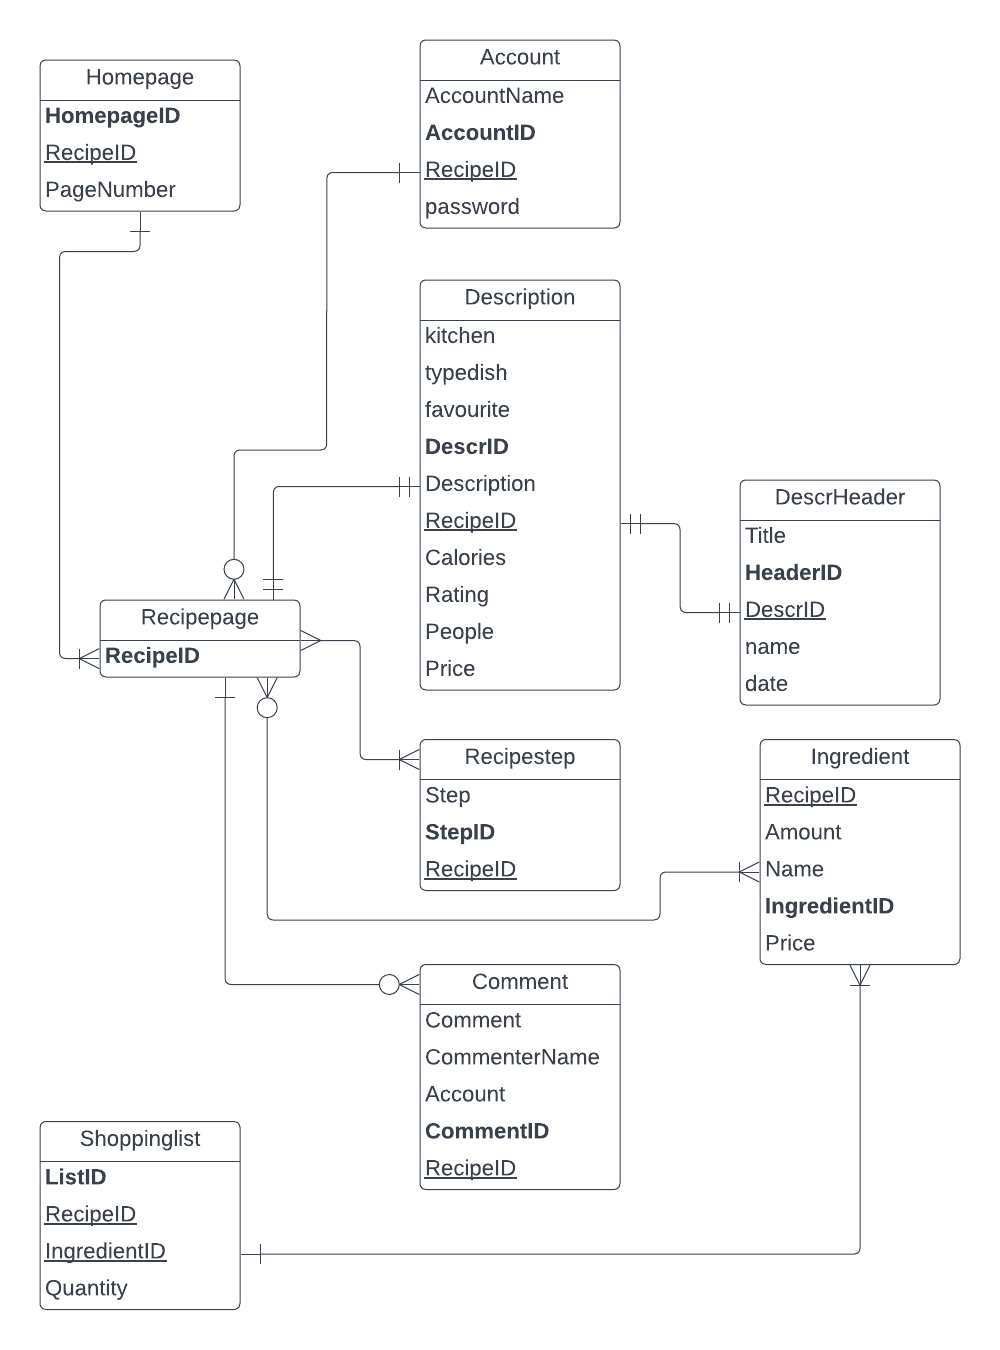 Homepage
HomepageID
RecipeID
PageNumber
Account
AccountName
AccountID
RecipeID
password
Description
kitchen
typedish
favourite
DescrID
Description
RecipeID
Calories
Rating
People
Price
DescrHeader
Title
HeaderID
DescrID
name
date
Recipepage
RecipeID
Recipestep
Step
StepID
RecipeID
Ingredient
RecipeID
Amount
Name
IngredientID
Price
Comment
Comment
CommenterName
Account
CommentID
RecipeID
Shoppinglist
ListID
RecipeID
IngredientID
Quantity